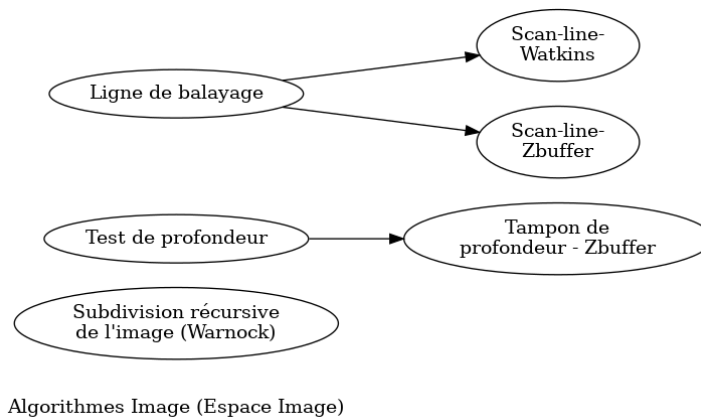 Scan-line-
Watkins
Ligne de balayage
Scan-line-
Zbuffer
Test de profondeur
Tampon de
profondeur - Zbuffer
Subdivision récursive
de l'image (Warnock)
Algorithmes Image (Espace Image)